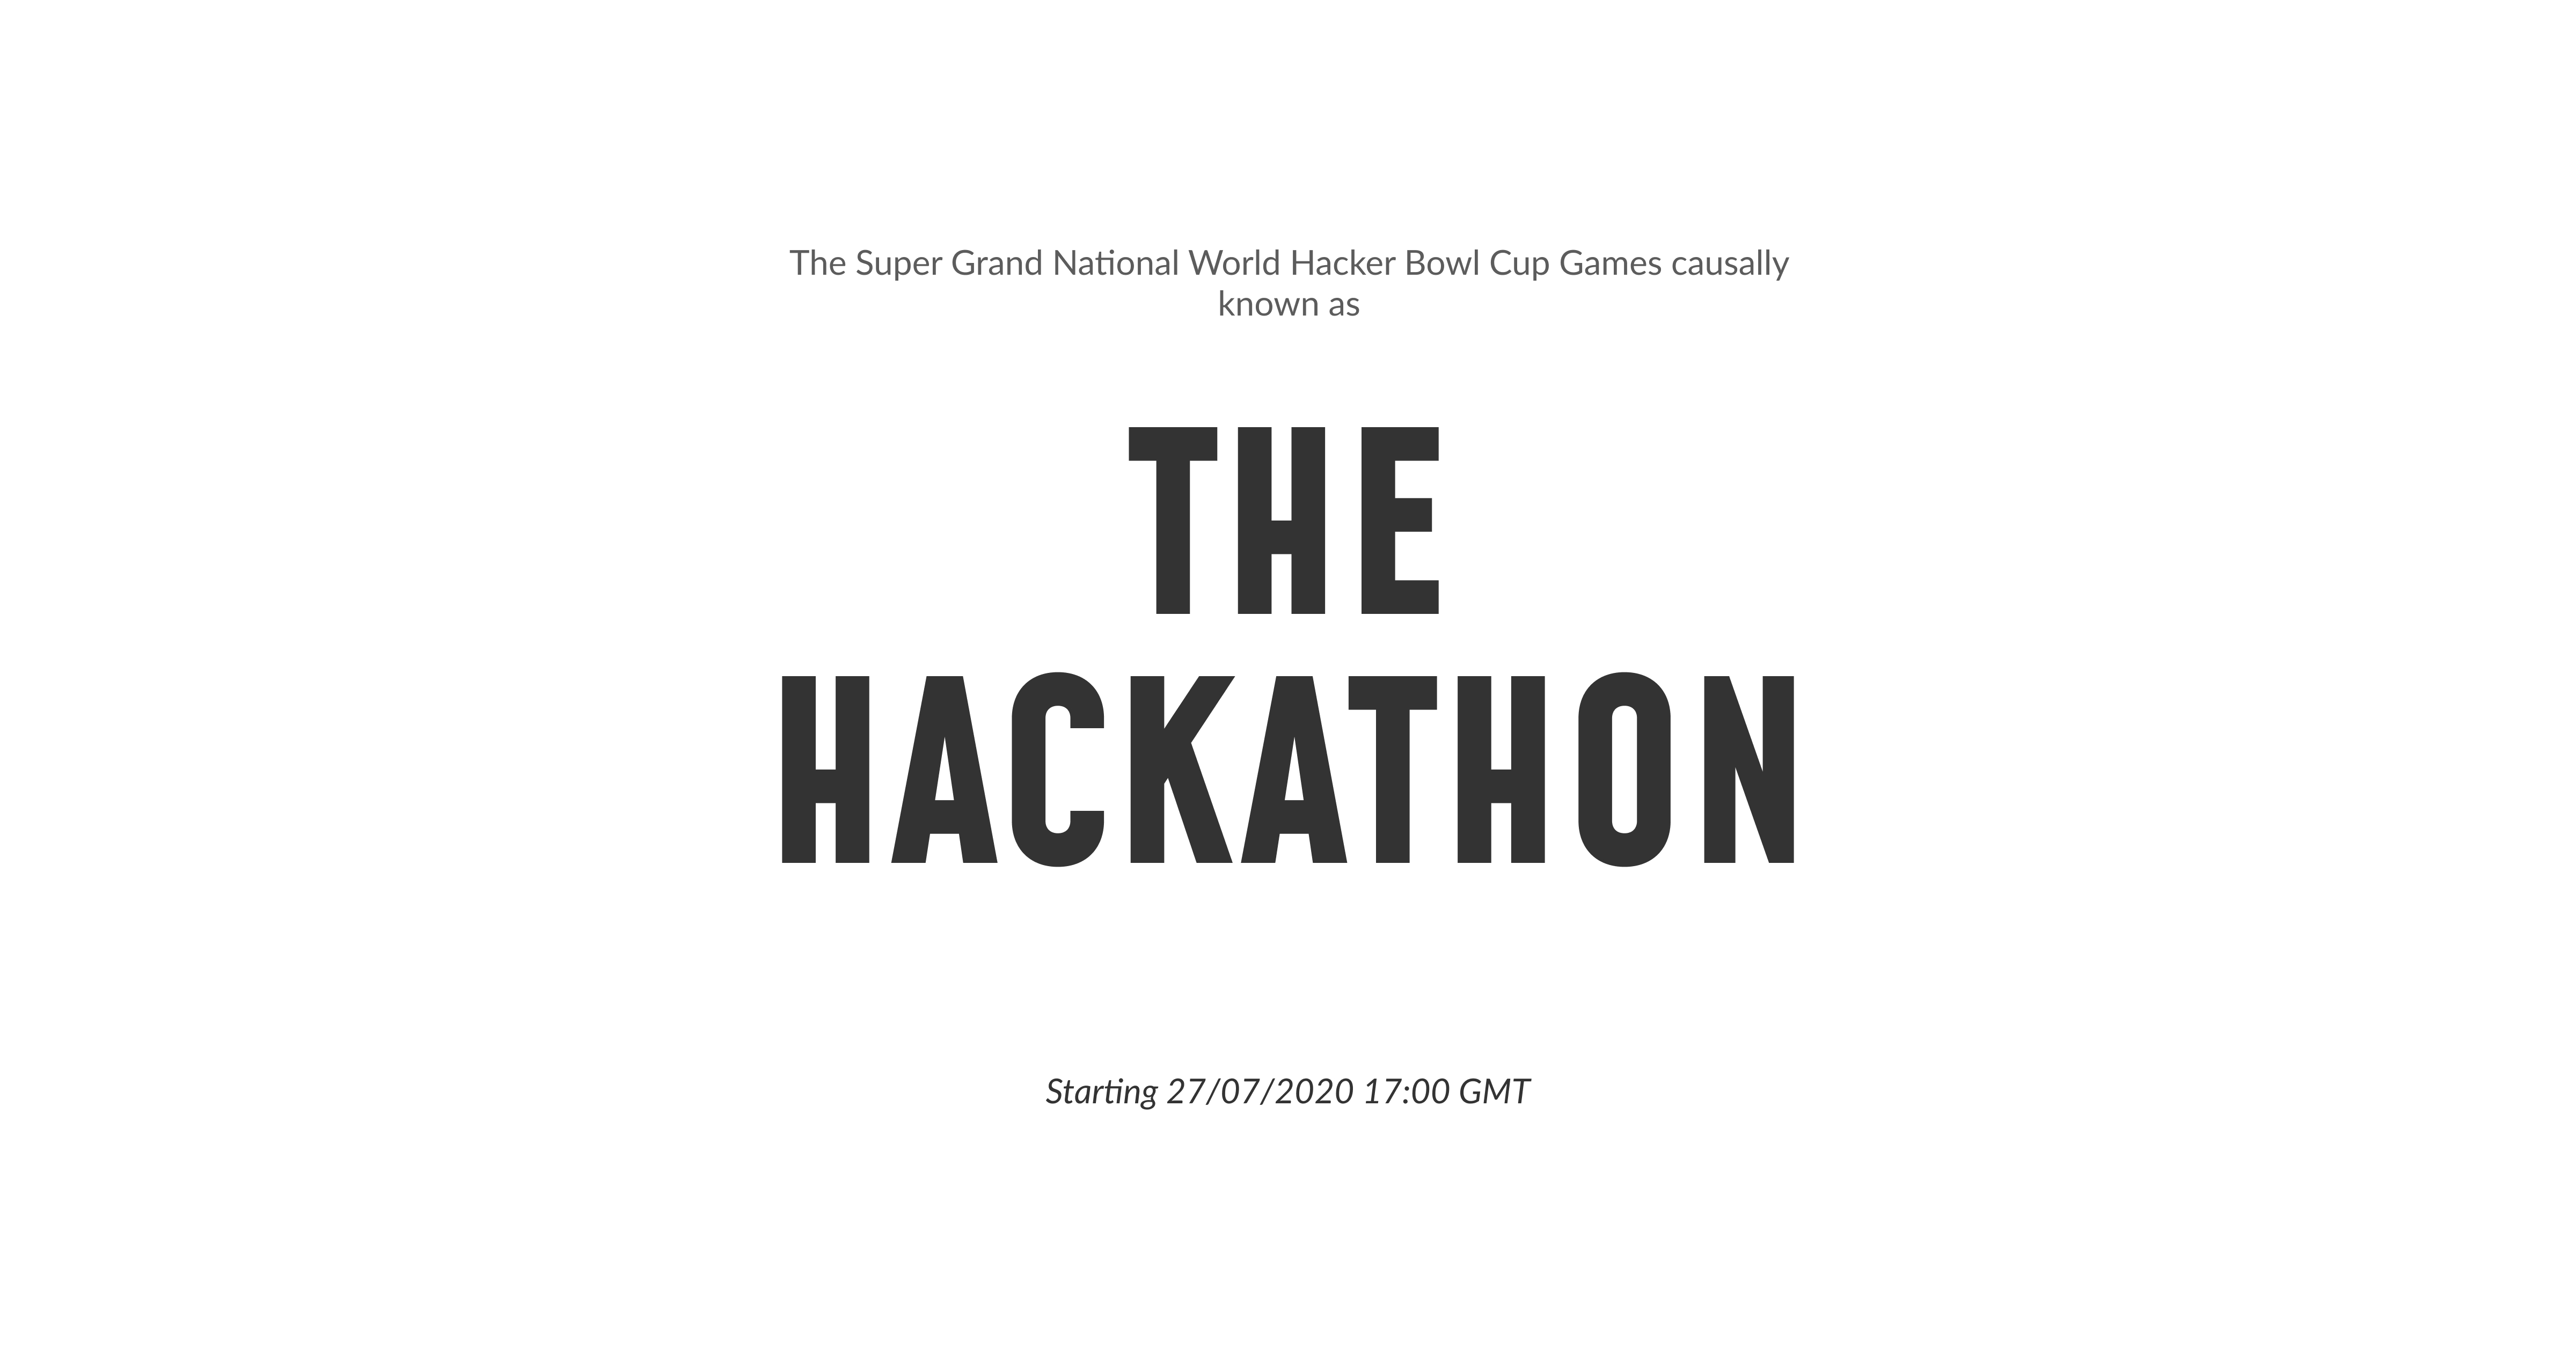 The Super Grand National World Hacker Bowl Cup Games causally
known as
THE
HACKATHON
Starting 27/07/2020 17:00 GMT